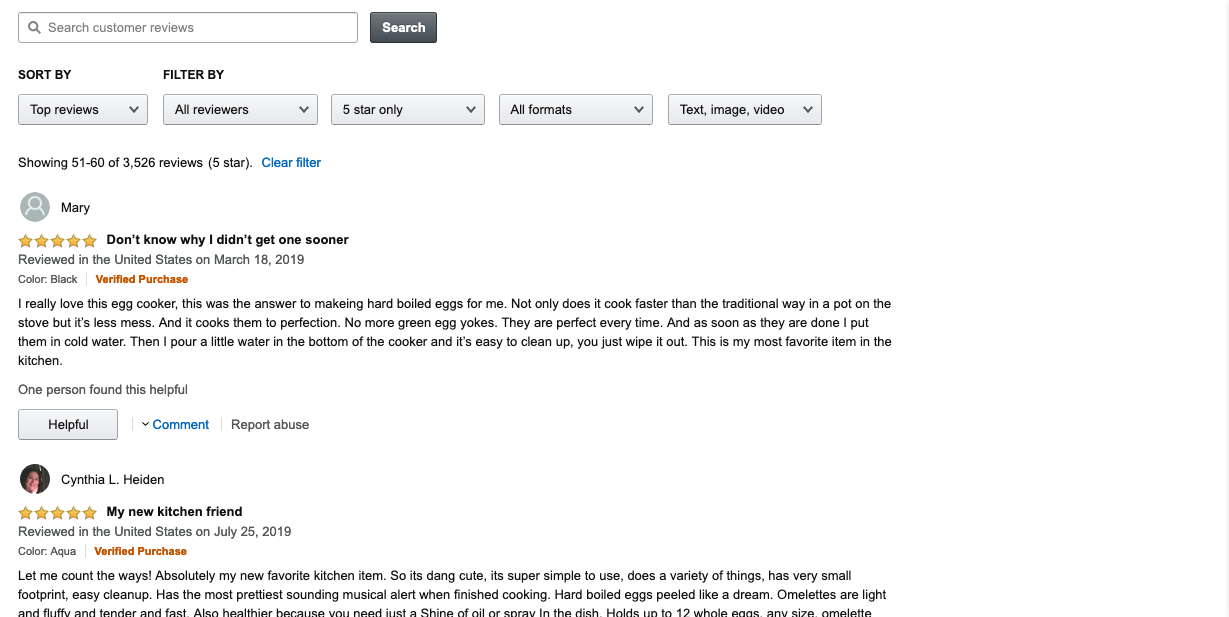 Search customer reviews
Search
SORT BY
FILTER BY
Top reviews
All reviewers
5 star only
All formats
Text, image, video
Showing 51-60 of 3,526 reviews (5 star). Clear filter
Mary
Don't know why I didn't get one sooner
Reviewed in the United States on March 18, 2019
Color: Black
Verified Purchase
I really love this egg cooker, this was the answer to makeing hard boiled eggs for me. Not only does it cook faster than the traditional way in a pot on the
stove but it's less mess. And it cooks them to perfection. No more green egg yokes. They are perfect every time. And as soon as they are done I put
them in cold water. Then I pour a little water in the bottom of the cooker and it's easy to clean up, you just wipe it out. This is my most favorite item in the
kitchen.
One person found this helpful
Helpful
Comment
Report abuse
Cynthia L. Heiden
My new kitchen friend
Reviewed in the United States on July 25, 2019
Color: Aqua
Verified Purchase
Let me count the ways! Absolutely my new favorite kitchen item. So its dang cute, its super simple to use, does a variety of things, has very small
footprint, easy cleanup. Has the most prettiest sounding musical alert when finished cooking. Hard boiled eggs peeled like a dream. Omelettes are light
and fluffy and tender and fast. Also healthier because you need just a Shine of oil or spray In the dish. Holds up to 12 whole eggs, any size, omelette